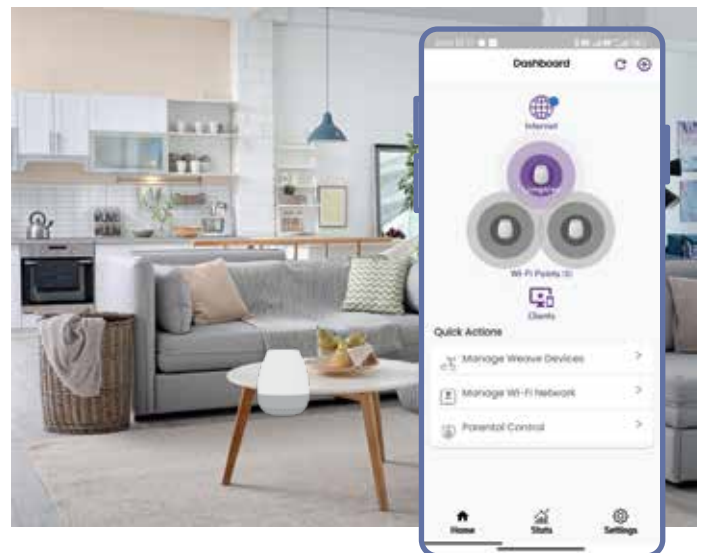 Dashboard
Internet
Wi-Fi Points
Clients
Quick Actions
Manage Weave Devices
Manage Wi-Fi Network
Parental Control
Home
Stats
Settings